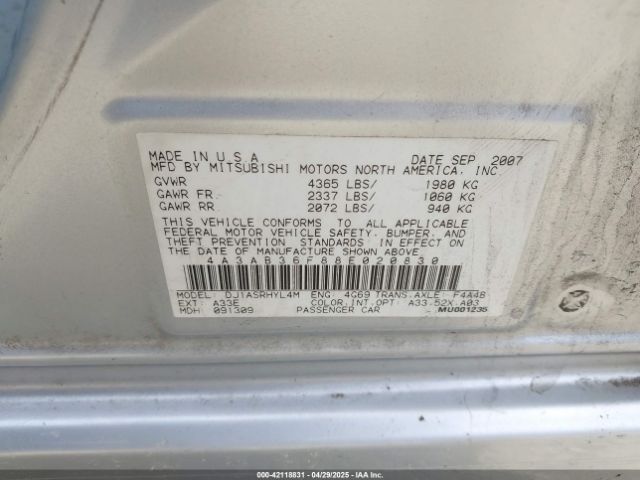 MADE IN U.S.A. DATE SEP. 2007
MFD BY MITSUBISHI MOTORS NORTH AMERICA, INC.
GVWR 4365 LBS/ 1980 KG
GAWR FR. 2337 LBS/ 1060 KG
GAWR RR. 2072 LBS/ 940 KG
THIS VEHICLE CONFORMS TO ALL APPLICABLE
FEDERAL MOTOR VEHICLE SAFETY, BUMPER, AND
THEFT PREVENTION STANDARDS IN EFFECT ON
THE DATE OF MANUFACTURE SHOWN ABOVE.
4A3AB36F88E020830
MODEL: DJ1ASRHYL4M ENG: 4G69 TRANS.AXLE: F4A4B
EXT: A33E COLOR.INT.OPT: A33.52X.A03
MDH: 091309 PASSENGER CAR MU001235
000-42118831 - 04/29/2025 - IAAI.COM